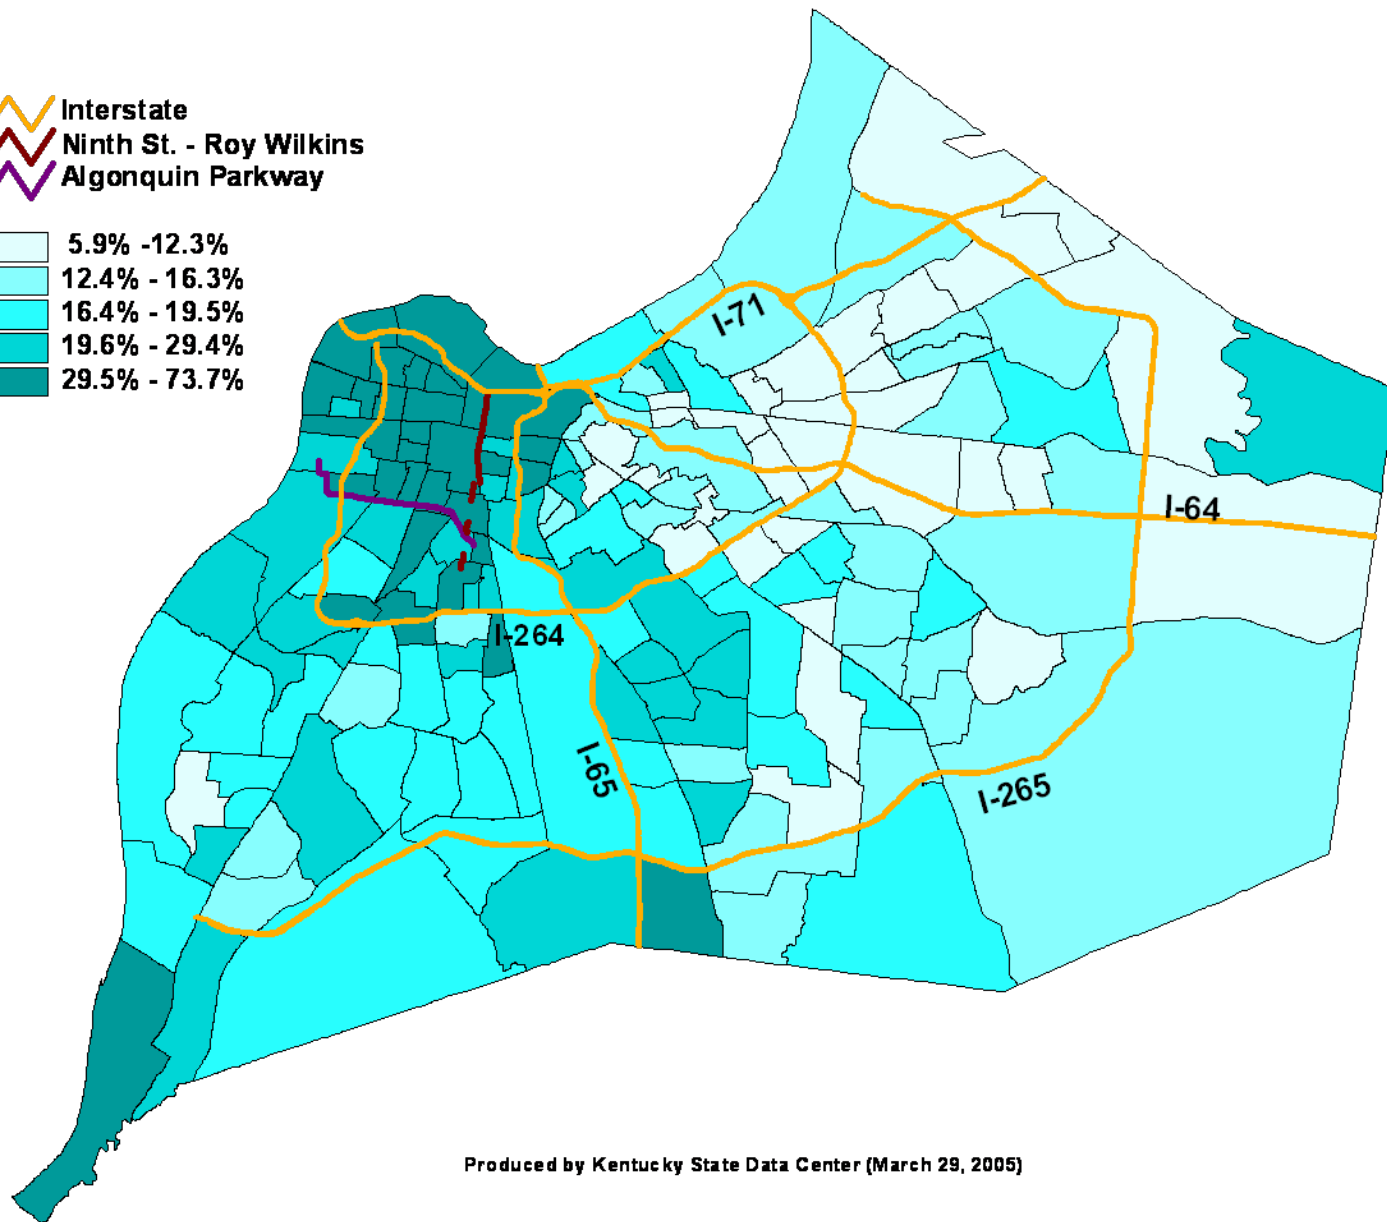 Interstate
Ninth St. - Roy Wilkins
Algonquin Parkway
5.9% -12.3%
12.4% - 16.3%
16.4% - 19.5%
19.6% - 29.4%
29.5% - 73.7%
I-71
I-64
I-264
I-65
I-265
Produced by Kentucky State Data Center (March 29, 2005)